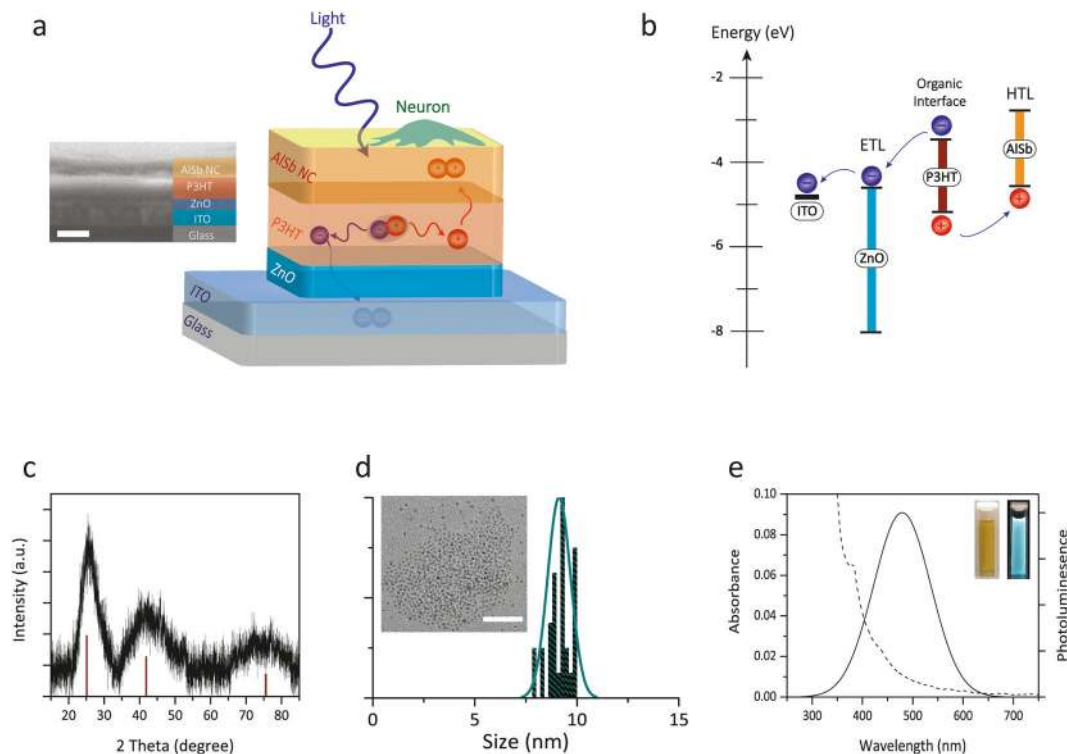 a
Light
Neuron
AlSb NC
P3HT
ZnO
ITO
Glass
AlSb NC
P3HT
ZnO
ITO
Glass
b
Energy (eV)
-2
-4
-6
-8
Organic
Interface
HTL
ETL
AlSb
P3HT
ITO
ZnO
c
Intensity (a.u.)
20 30 40 50 60 70 80
2 Theta (degree)
d
0 5 10 15
Size (nm)
e
Absorbance
0.10
0.08
0.06
0.04
0.02
0.00
300 400 500 600 700
Wavelength (nm)
Photoluminesence